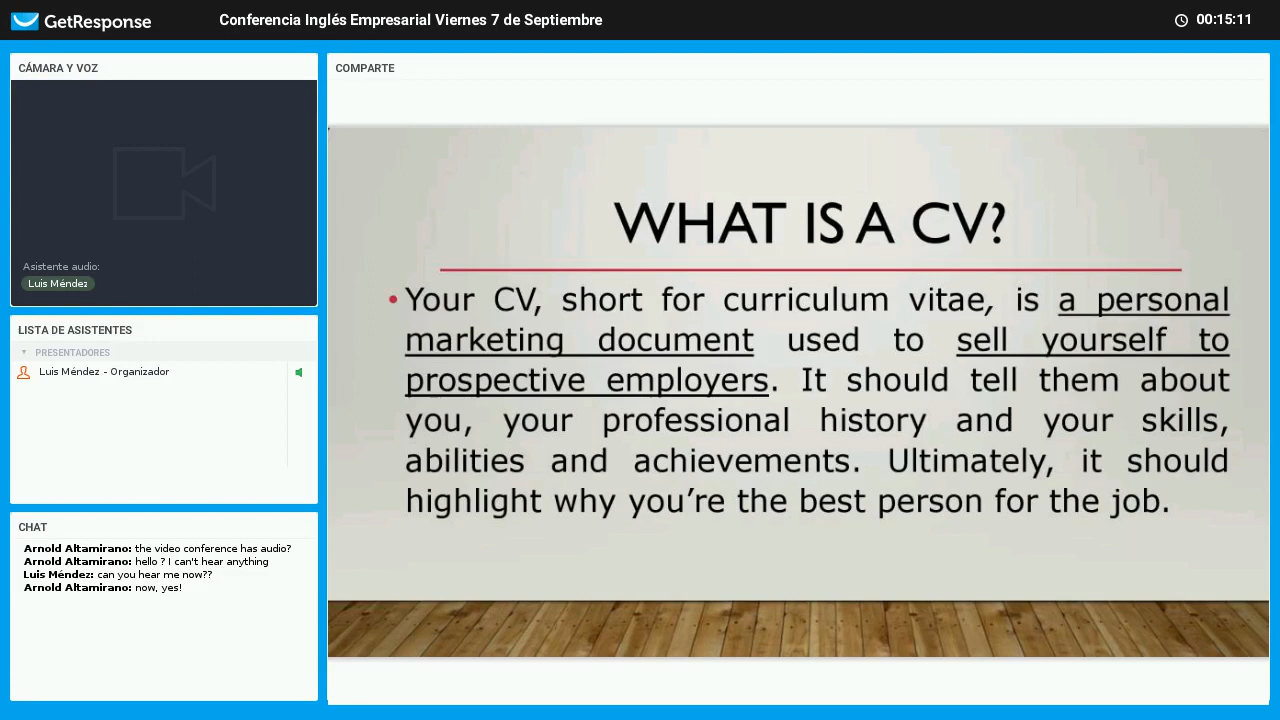 GetResponse
Conferencia Inglés Empresarial Viernes 7 de Septiembre
00:15:11
CÁMARA Y VOZ
Asistente audio:
Luis Méndez
LISTA DE ASISTENTES
PRESENTADORES
Luis Méndez - Organizador
CHAT
Arnold Altamirano: the video conference has audio?
Arnold Altamirano: hello ? I can't hear anything
Luis Méndez: can you hear me now??
Arnold Altamirano: now, yes!
COMPARTE
WHAT IS A CV?
• Your CV, short for curriculum vitae, is a personal
marketing document used to sell yourself to
prospective employers. It should tell them about
you, your professional history and your skills,
abilities and achievements. Ultimately, it should
highlight why you’re the best person for the job.